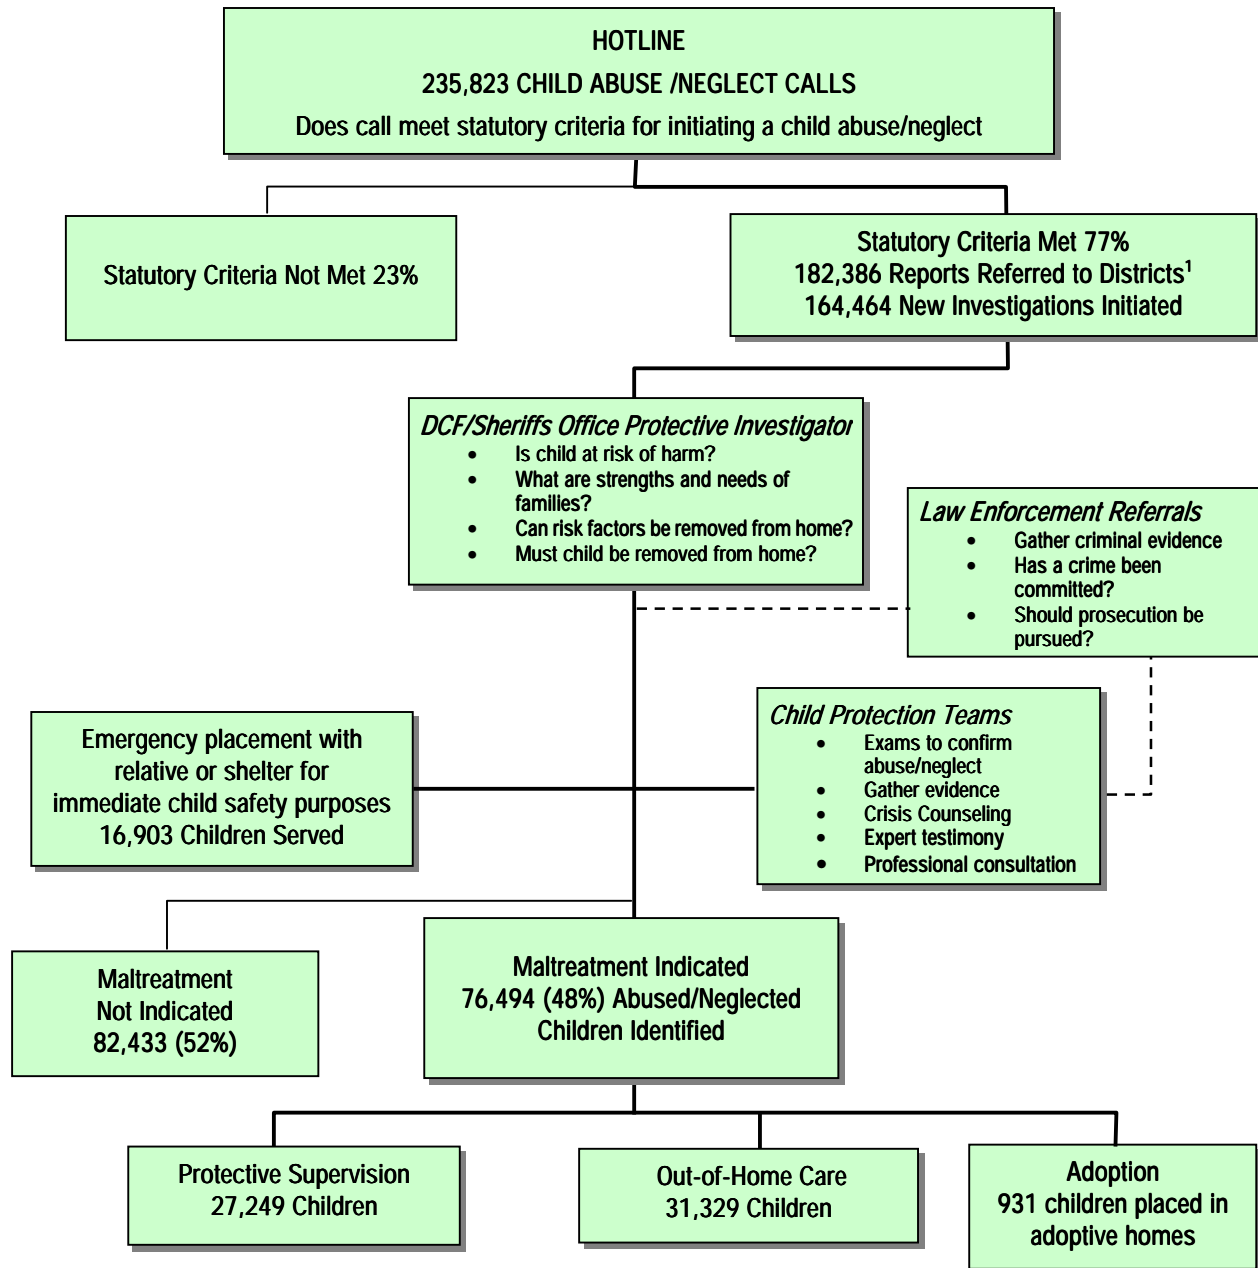 HOTLINE
235,823 CHILD ABUSE /NEGLECT CALLS
Does call meet statutory criteria for initiating a child abuse/neglect
Statutory Criteria Not Met 23%
Statutory Criteria Met 77%
182,386 Reports Referred to Districts¹
164,464 New Investigations Initiated
DCF/Sheriffs Office Protective Investigator
• Is child at risk of harm?
• What are strengths and needs of
families?
• Can risk factors be removed from home?
• Must child be removed from home?
Law Enforcement Referrals
• Gather criminal evidence
• Has a crime been
committed?
• Should prosecution be
pursued?
Emergency placement with
relative or shelter for
immediate child safety purposes
16,903 Children Served
Child Protection Teams
• Exams to confirm
abuse/neglect
• Gather evidence
• Crisis Counseling
• Expert testimony
• Professional consultation
Maltreatment
Not Indicated
82,433 (52%)
Maltreatment Indicated
76,494 (48%) Abused/Neglected
Children Identified
Protective Supervision
27,249 Children
Out-of-Home Care
31,329 Children
Adoption
931 children placed in
adoptive homes